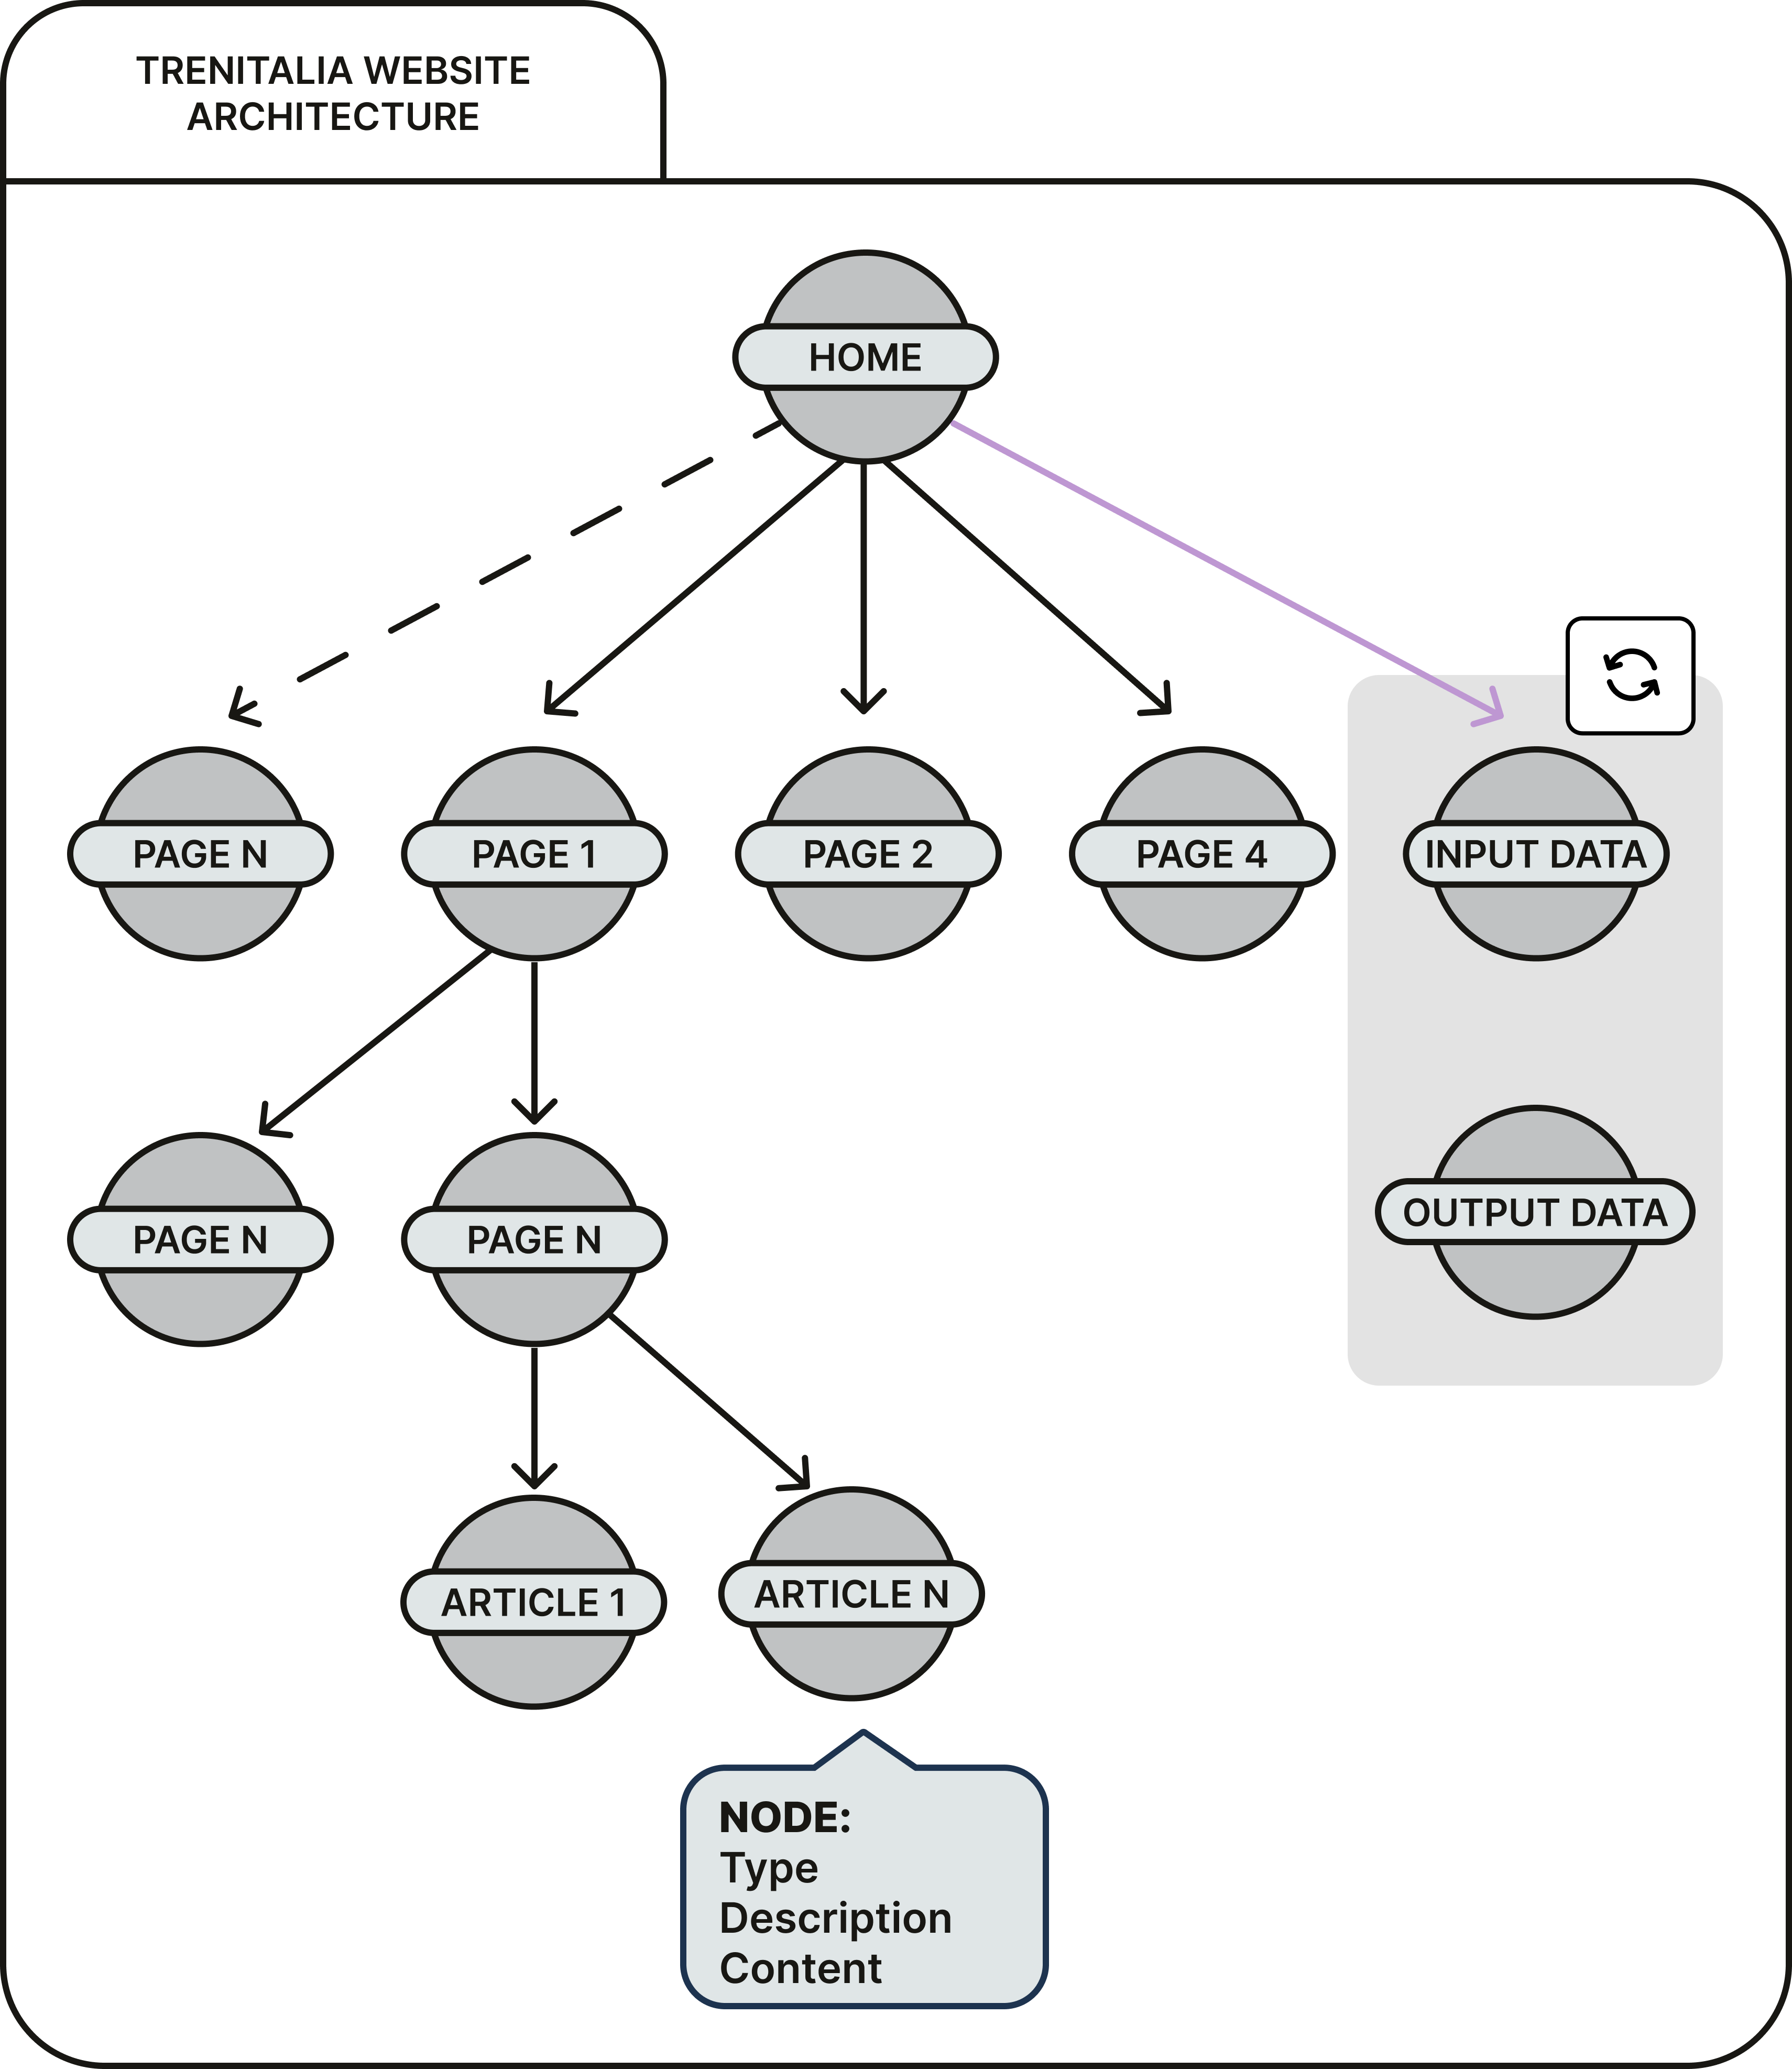 TRENITALIA WEBSITE
ARCHITECTURE
HOME
PAGE N
PAGE 1
PAGE 2
PAGE 4
INPUT DATA
PAGE N
PAGE N
OUTPUT DATA
ARTICLE 1
ARTICLE N
NODE:
Type
Description
Content